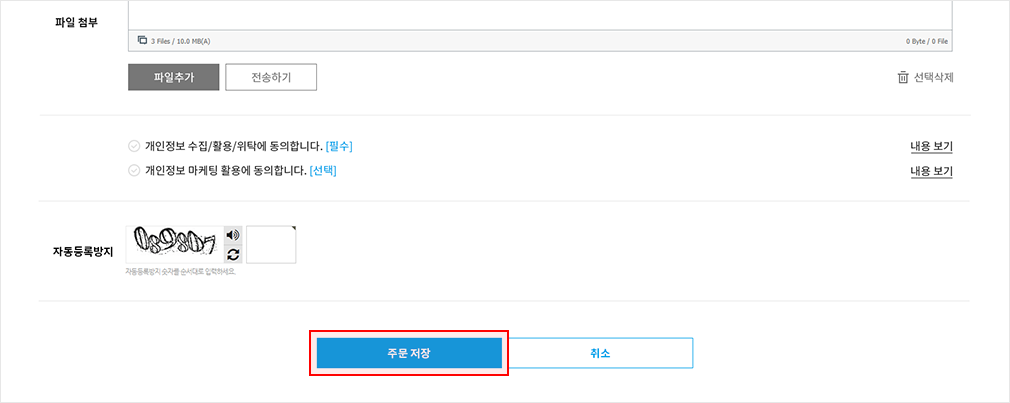 파일 첨부
3 Files / 10.0 MB(A)
0 Byte / 0 File
파일추가
전송하기
선택삭제
개인정보 수집/활용/위탁에 동의합니다. [필수]
내용 보기
개인정보 마케팅 활용에 동의합니다. [선택]
내용 보기
자동등록방지
자동등록방지 숫자를 순서대로 입력하세요.
주문 저장
취소